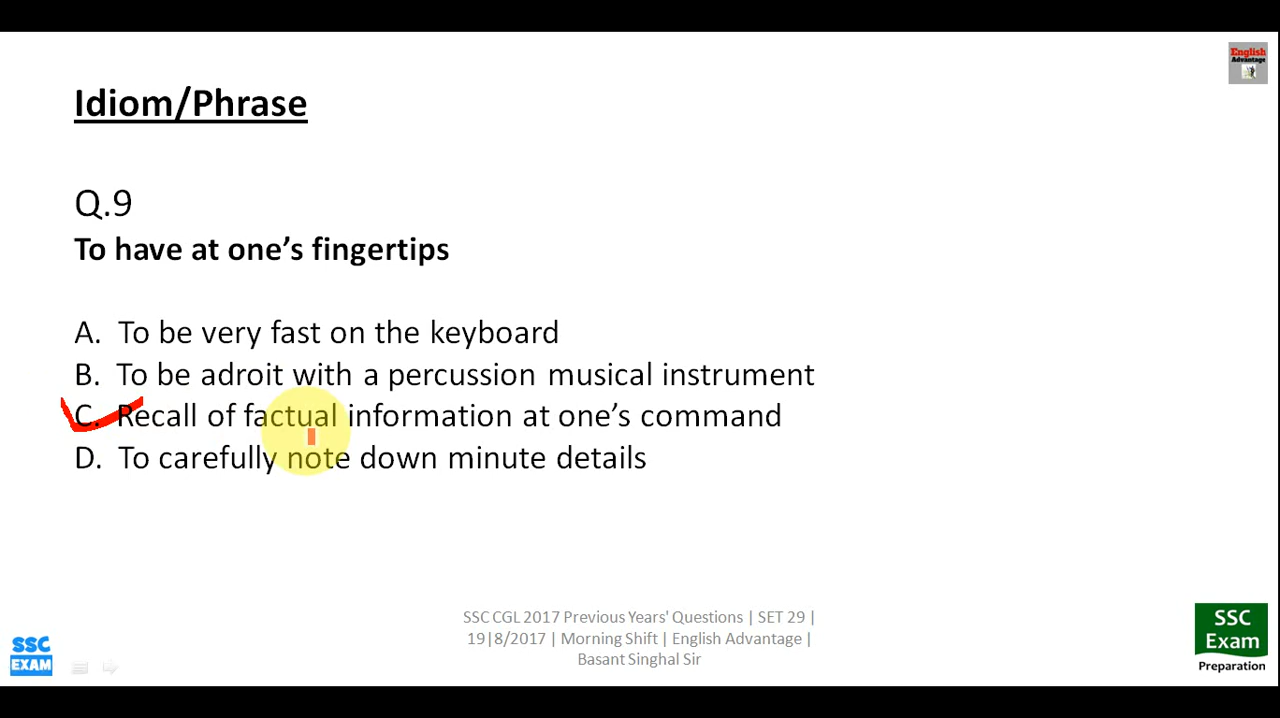 English
Advantage
Idiom/Phrase
Q.9
To have at one’s fingertips
A. To be very fast on the keyboard
B. To be adroit with a percussion musical instrument
C. Recall of factual information at one’s command
D. To carefully note down minute details
SSC CGL 2017 Previous Years' Questions | SET 29 |
19|8/2017 | Morning Shift | English Advantage |
Basant Singhal Sir
SSC
EXAM
SSC
Exam
Preparation